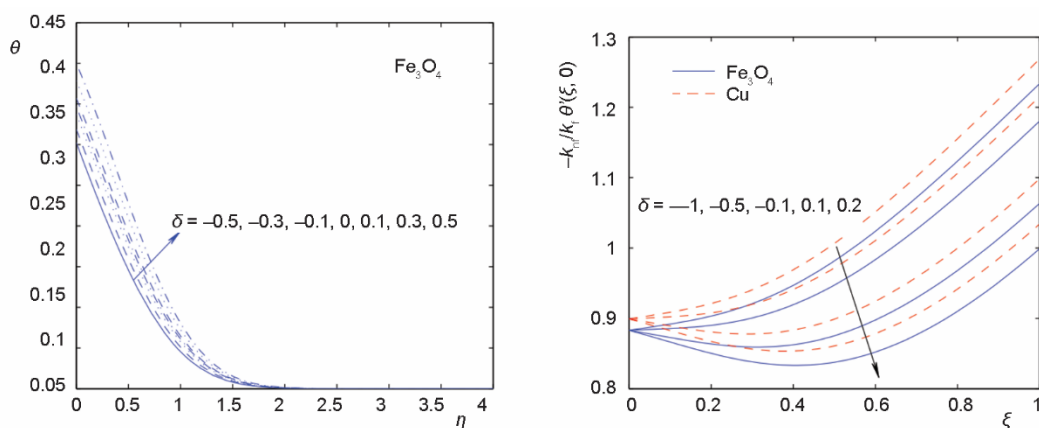 0.45
θ
0.4
0.35
0.3
0.25
0.2
0.15
0.1
0.05
0 0.5 1 1.5 2 2.5 3 3.5 4
η
Fe₃O₄
δ = –0.5, –0.3, –0.1, 0, 0.1, 0.3, 0.5
1.3
1.2
1.1
1
0.9
0.8
0 0.2 0.4 0.6 0.8 1
ξ
–kₙf/kf θ'(ξ, 0)
Fe₃O₄
Cu
δ = –-1, –0.5, –0.1, 0.1, 0.2